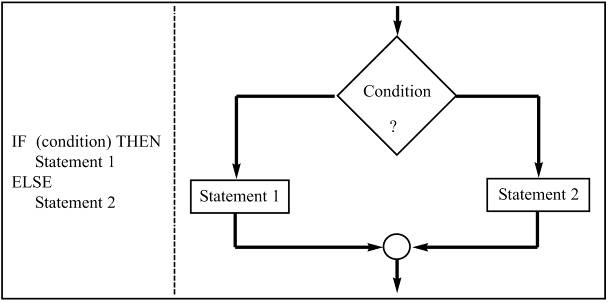 IF (condition) THEN
Statement 1
ELSE
Statement 2
Condition
?
Statement 1
Statement 2